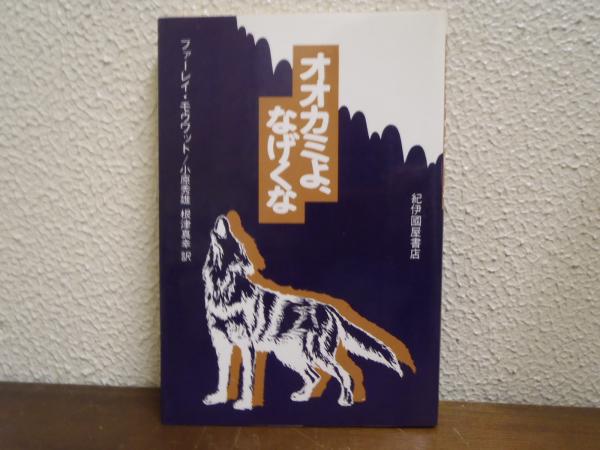 オオカミよ、
なげくな
ファーレイ・モウワット/小原秀雄 根津真幸 訳
紀伊國屋書店